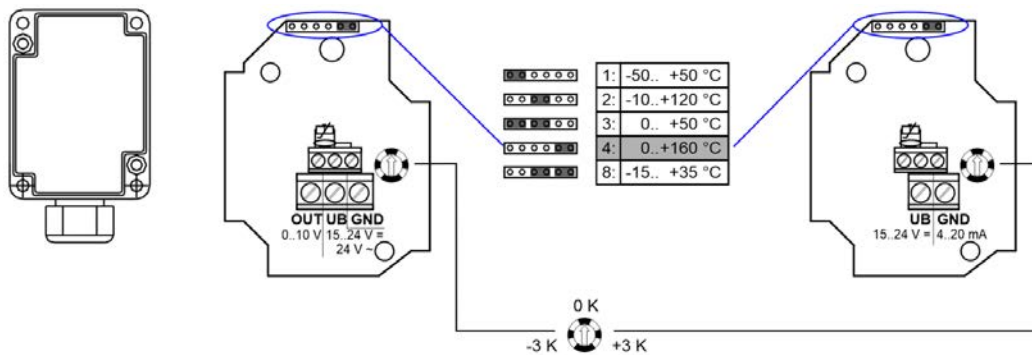 1: -50.. +50 °C
2: -10..+120 °C
3: 0.. +50 °C
4: 0..+160 °C
8: -15.. +35 °C
OUT UB GND
0..10 V 15..24 V =
24 V ~
UB GND
15..24 V = 4..20 mA
0 K
-3 K +3 K